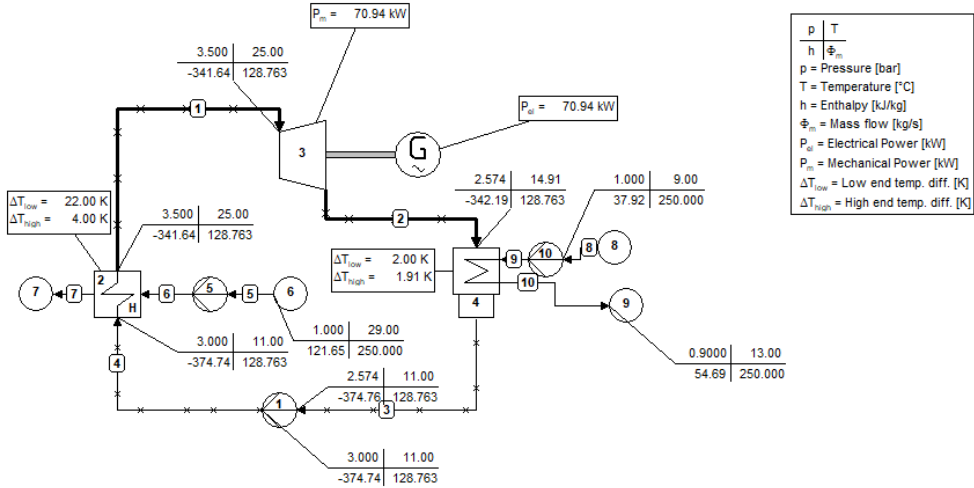 P_m = 70.94 kW
p T
h Φ_m
p = Pressure [bar]
T = Temperature [°C]
h = Enthalpy [kJ/kg]
Φ_m = Mass flow [kg/s]
P_el = Electrical Power [kW]
P_m = Mechanical Power [kW]
ΔT_low = Low end temp. diff. [K]
ΔT_high = High end temp. diff. [K]
3.500 25.00
-341.64 128.763
1
P_el = 70.94 kW
3
G
~
2.574 14.91
-342.19 128.763
1.000 9.00
37.92 250.000
ΔT_low = 22.00 K
ΔT_high = 4.00 K
3.500 25.00
-341.64 128.763
2
8 8
9 10
ΔT_low = 2.00 K
ΔT_high = 1.91 K
10
4
9
2
H
7 7
6 5 5 6
1.000 29.00
121.65 250.000
3.000 11.00
-374.74 128.763
4
0.9000 13.00
54.69 250.000
2.574 11.00
-374.76 128.763
1
3
3.000 11.00
-374.74 128.763